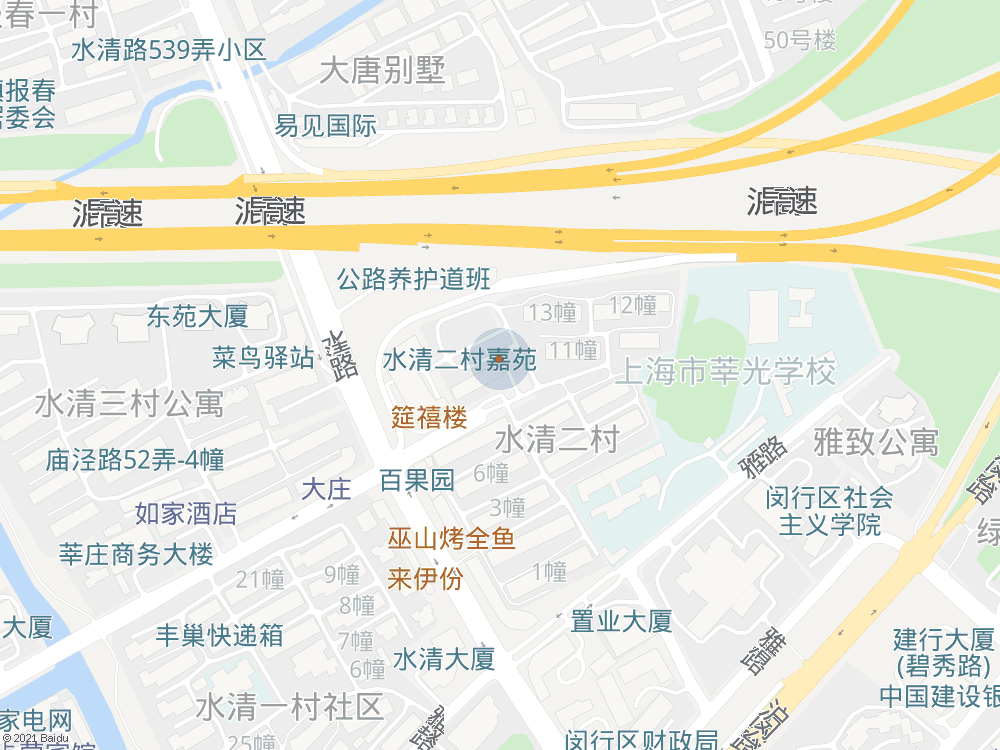 报春一村
水清路539弄小区
50号楼
大唐别墅
镇报春
居委会
易见国际
沪
高速
沪
高速
沪
高速
公路养护道班
13幢
12幢
东苑大厦
水清路
菜鸟驿站
水清二村嘉苑
11幢
上海市莘光学校
水清三村公寓
筵禧楼
水清二村
雅致公寓
庙泾路52弄-4幢
雅路
百果园
6幢
大庄
闵行区社会
主义学院
如家酒店
3幢
巫山烤全鱼
莘庄商务大楼
来伊份
1幢
21幢
9幢
8幢
置业大厦
大厦
丰巢快递箱
7幢
水清大厦
6幢
雅路
建行大厦
(碧秀路)
中国建设银
水清一村社区
家电网
25幢
闵行区财政局
© 2021 Baidu